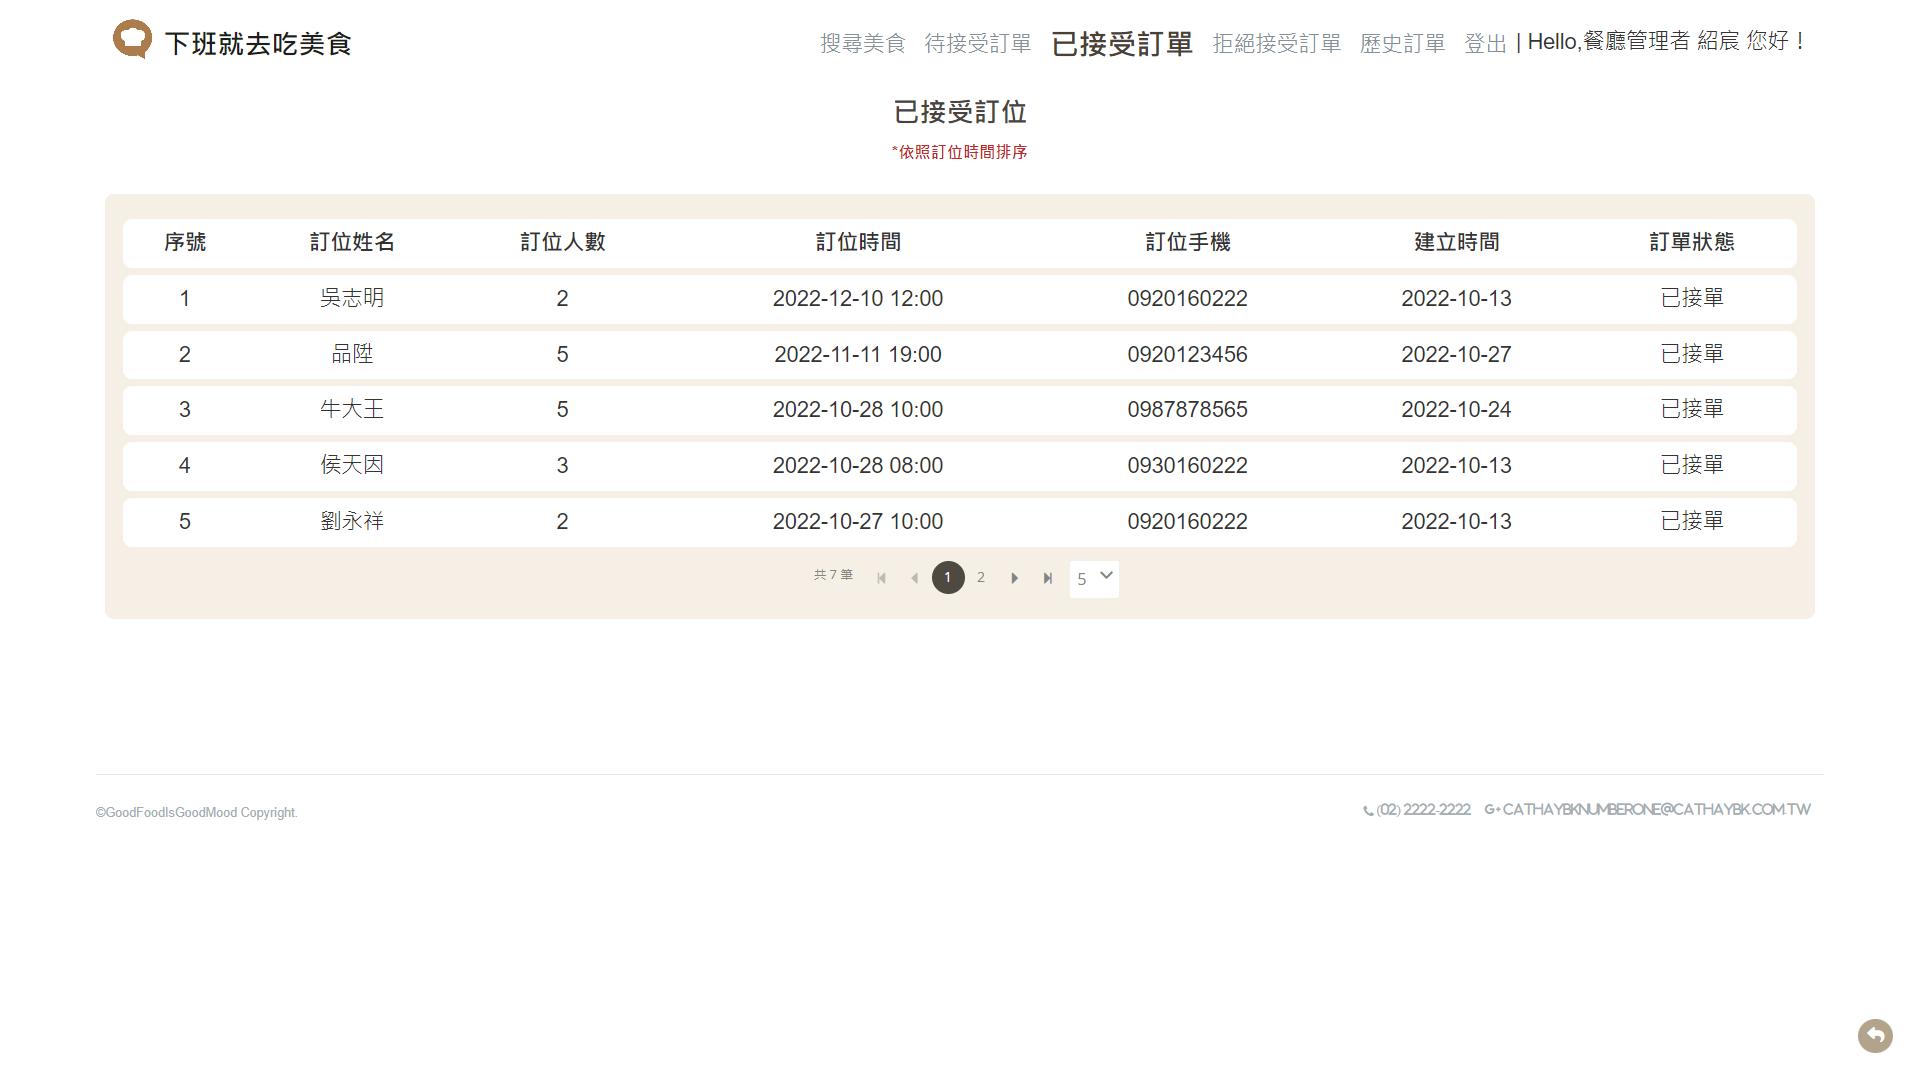 下班就去吃美食
搜尋美食 待接受訂單 已接受訂單 拒絕接受訂單 歷史訂單 登出 | Hello,餐廳管理者 紹宸 您好！
已接受訂位
*依照訂位時間排序
序號 訂位姓名 訂位人數 訂位時間 訂位手機 建立時間 訂單狀態
1 吳志明 2 2022-12-10 12:00 0920160222 2022-10-13 已接單
2 品陞 5 2022-11-11 19:00 0920123456 2022-10-27 已接單
3 牛大王 5 2022-10-28 10:00 0987878565 2022-10-24 已接單
4 侯天因 3 2022-10-28 08:00 0930160222 2022-10-13 已接單
5 劉永祥 2 2022-10-27 10:00 0920160222 2022-10-13 已接單
共 7 筆 1 2 5
©GoodFoodIsGoodMood Copyright. (02) 2222-2222 G+ CATHAYBKNUMBERONE@CATHAYBK.COM.TW